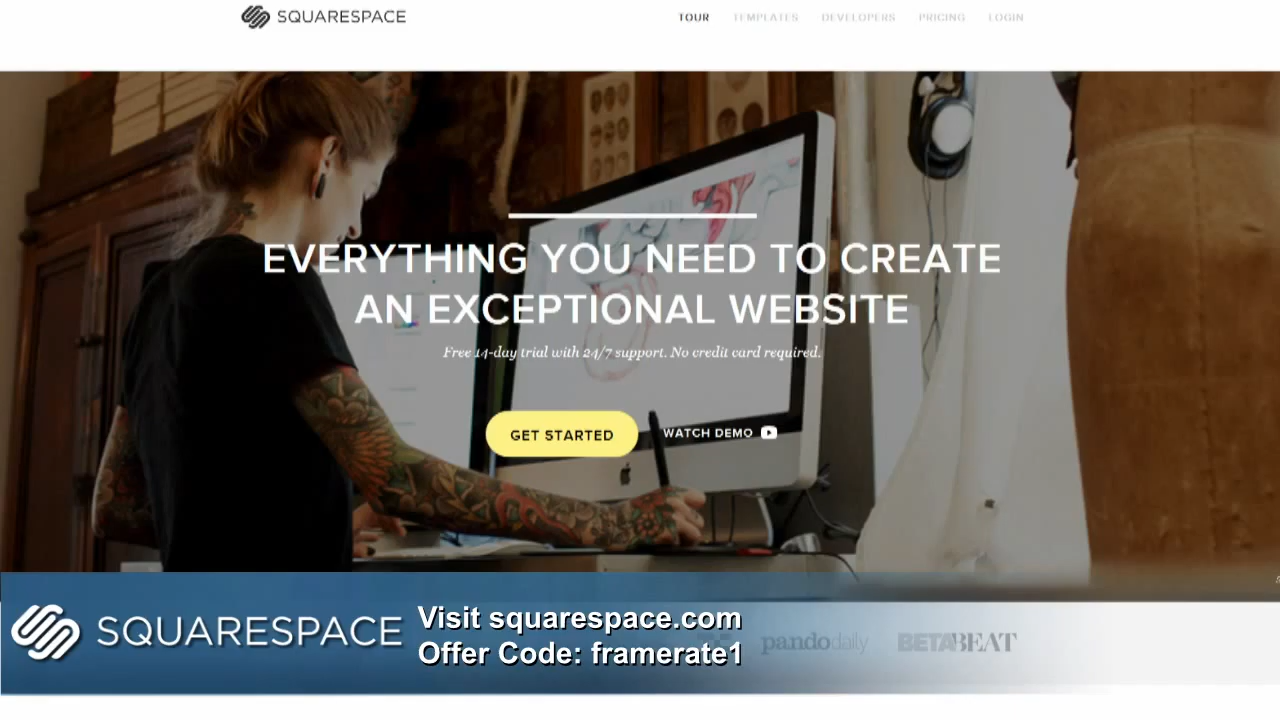 SQUARESPACE
TOUR TEMPLATES DEVELOPERS PRICING LOGIN
EVERYTHING YOU NEED TO CREATE
AN EXCEPTIONAL WEBSITE
Free 14-day trial with 24/7 support. No credit card required.
GET STARTED WATCH DEMO
SQUARESPACE
Visit squarespace.com
Offer Code: framerate1
pandodaily BETABEAT